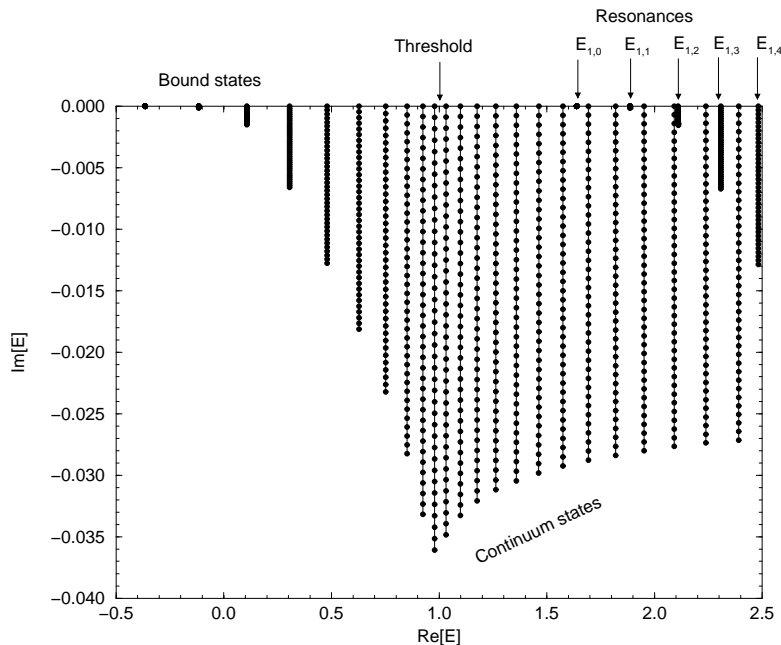 Resonances
E1,0 E1,1 E1,2 E1,3 E1,4
Threshold
Bound states
0.000
−0.005
−0.010
−0.015
−0.020
−0.025
−0.030
−0.035
−0.040
Im[E]
Continuum states
−0.5 0.0 0.5 1.0 1.5 2.0 2.5
Re[E]